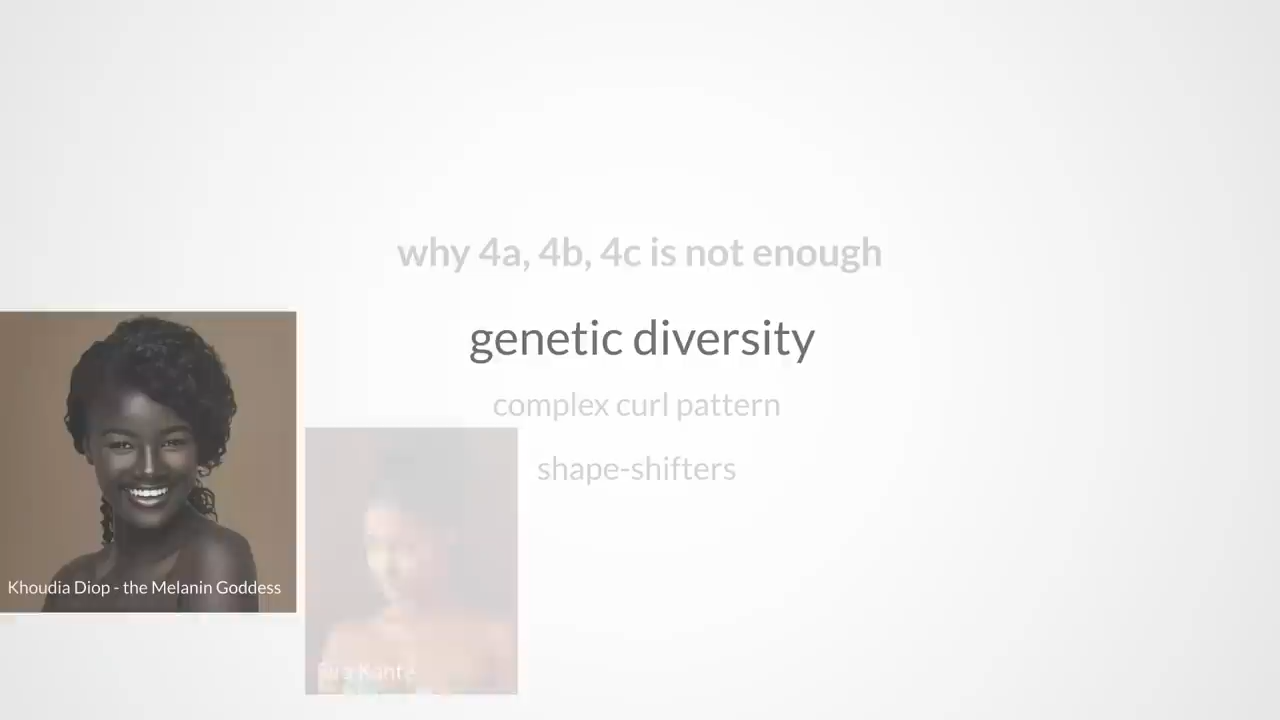 why 4a, 4b, 4c is not enough
genetic diversity
complex curl pattern
shape-shifters
Khoudia Diop - the Melanin Goddess
Kante